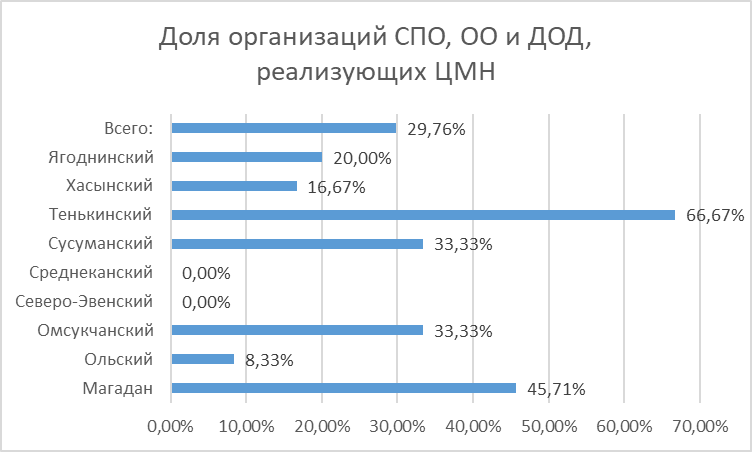 Доля организаций СПО, ОО и ДОД,
реализующих ЦМН
Всего: 29,76%
Ягоднинский 20,00%
Хасынский 16,67%
Тенькинский 66,67%
Сусуманский 33,33%
Среднеканский 0,00%
Северо-Эвенский 0,00%
Омсукчанский 33,33%
Ольский 8,33%
Магадан 45,71%
0,00% 10,00% 20,00% 30,00% 40,00% 50,00% 60,00% 70,00%